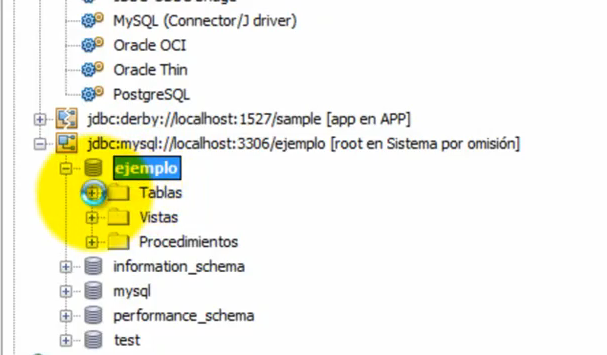 MySQL (Connector/J driver)
Oracle OCI
Oracle Thin
PostgreSQL
jdbc:derby://localhost:1527/sample [app en APP]
jdbc:mysql://localhost:3306/ejemplo [root en Sistema por omisión]
ejemplo
Tablas
Vistas
Procedimientos
information_schema
mysql
performance_schema
test